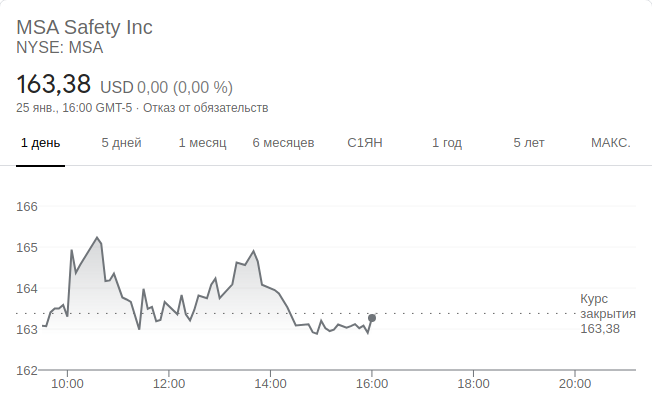 MSA Safety Inc
NYSE: MSA
163,38 USD 0,00 (0,00 %)
25 янв., 16:00 GMT-5 · Отказ от обязательств
1 день 5 дней 1 месяц 6 месяцев С1ЯН 1 год 5 лет МАКС.
166
165
164
163
162
Курс
закрытия
163,38
10:00 12:00 14:00 16:00 18:00 20:00